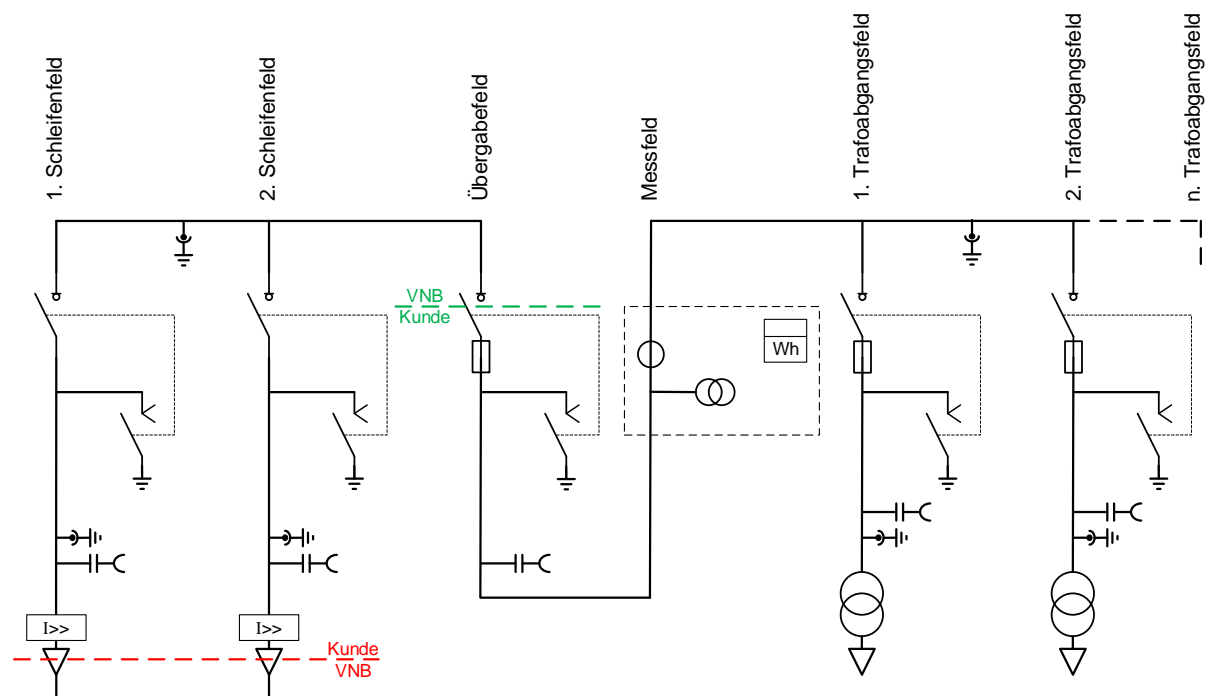 1. Schleifenfeld
2. Schleifenfeld
Übergabefeld
Messfeld
1. Trafoabgangsfeld
2. Trafoabgangsfeld
n. Trafoabgangsfeld
VNB
Kunde
Wh
I>>
I>>
Kunde
VNB